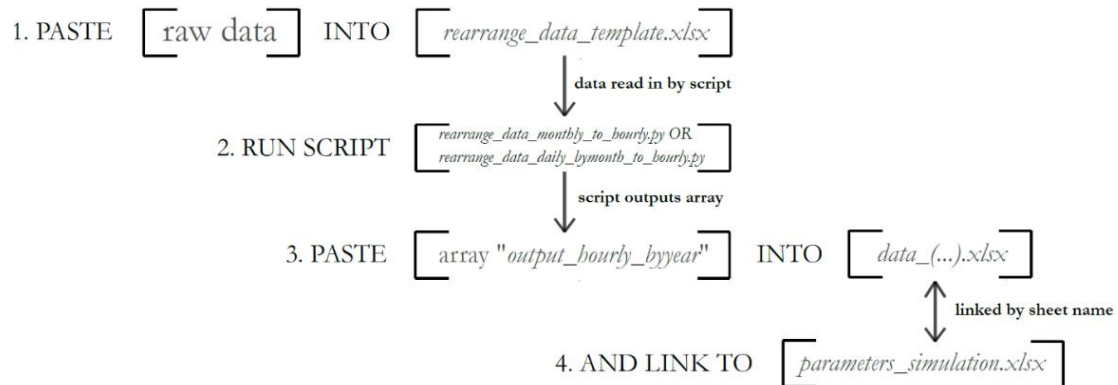 1. PASTE [raw data] INTO [rearrange_data_template.xlsx]
data read in by script
2. RUN SCRIPT [rearrange_data_monthly_to_hourly.py OR
rearrange_data_daily_bymonth_to_hourly.py]
script outputs array
3. PASTE [array "output_hourly_byyear"] INTO [data_(...).xlsx]
linked by sheet name
4. AND LINK TO [parameters_simulation.xlsx]